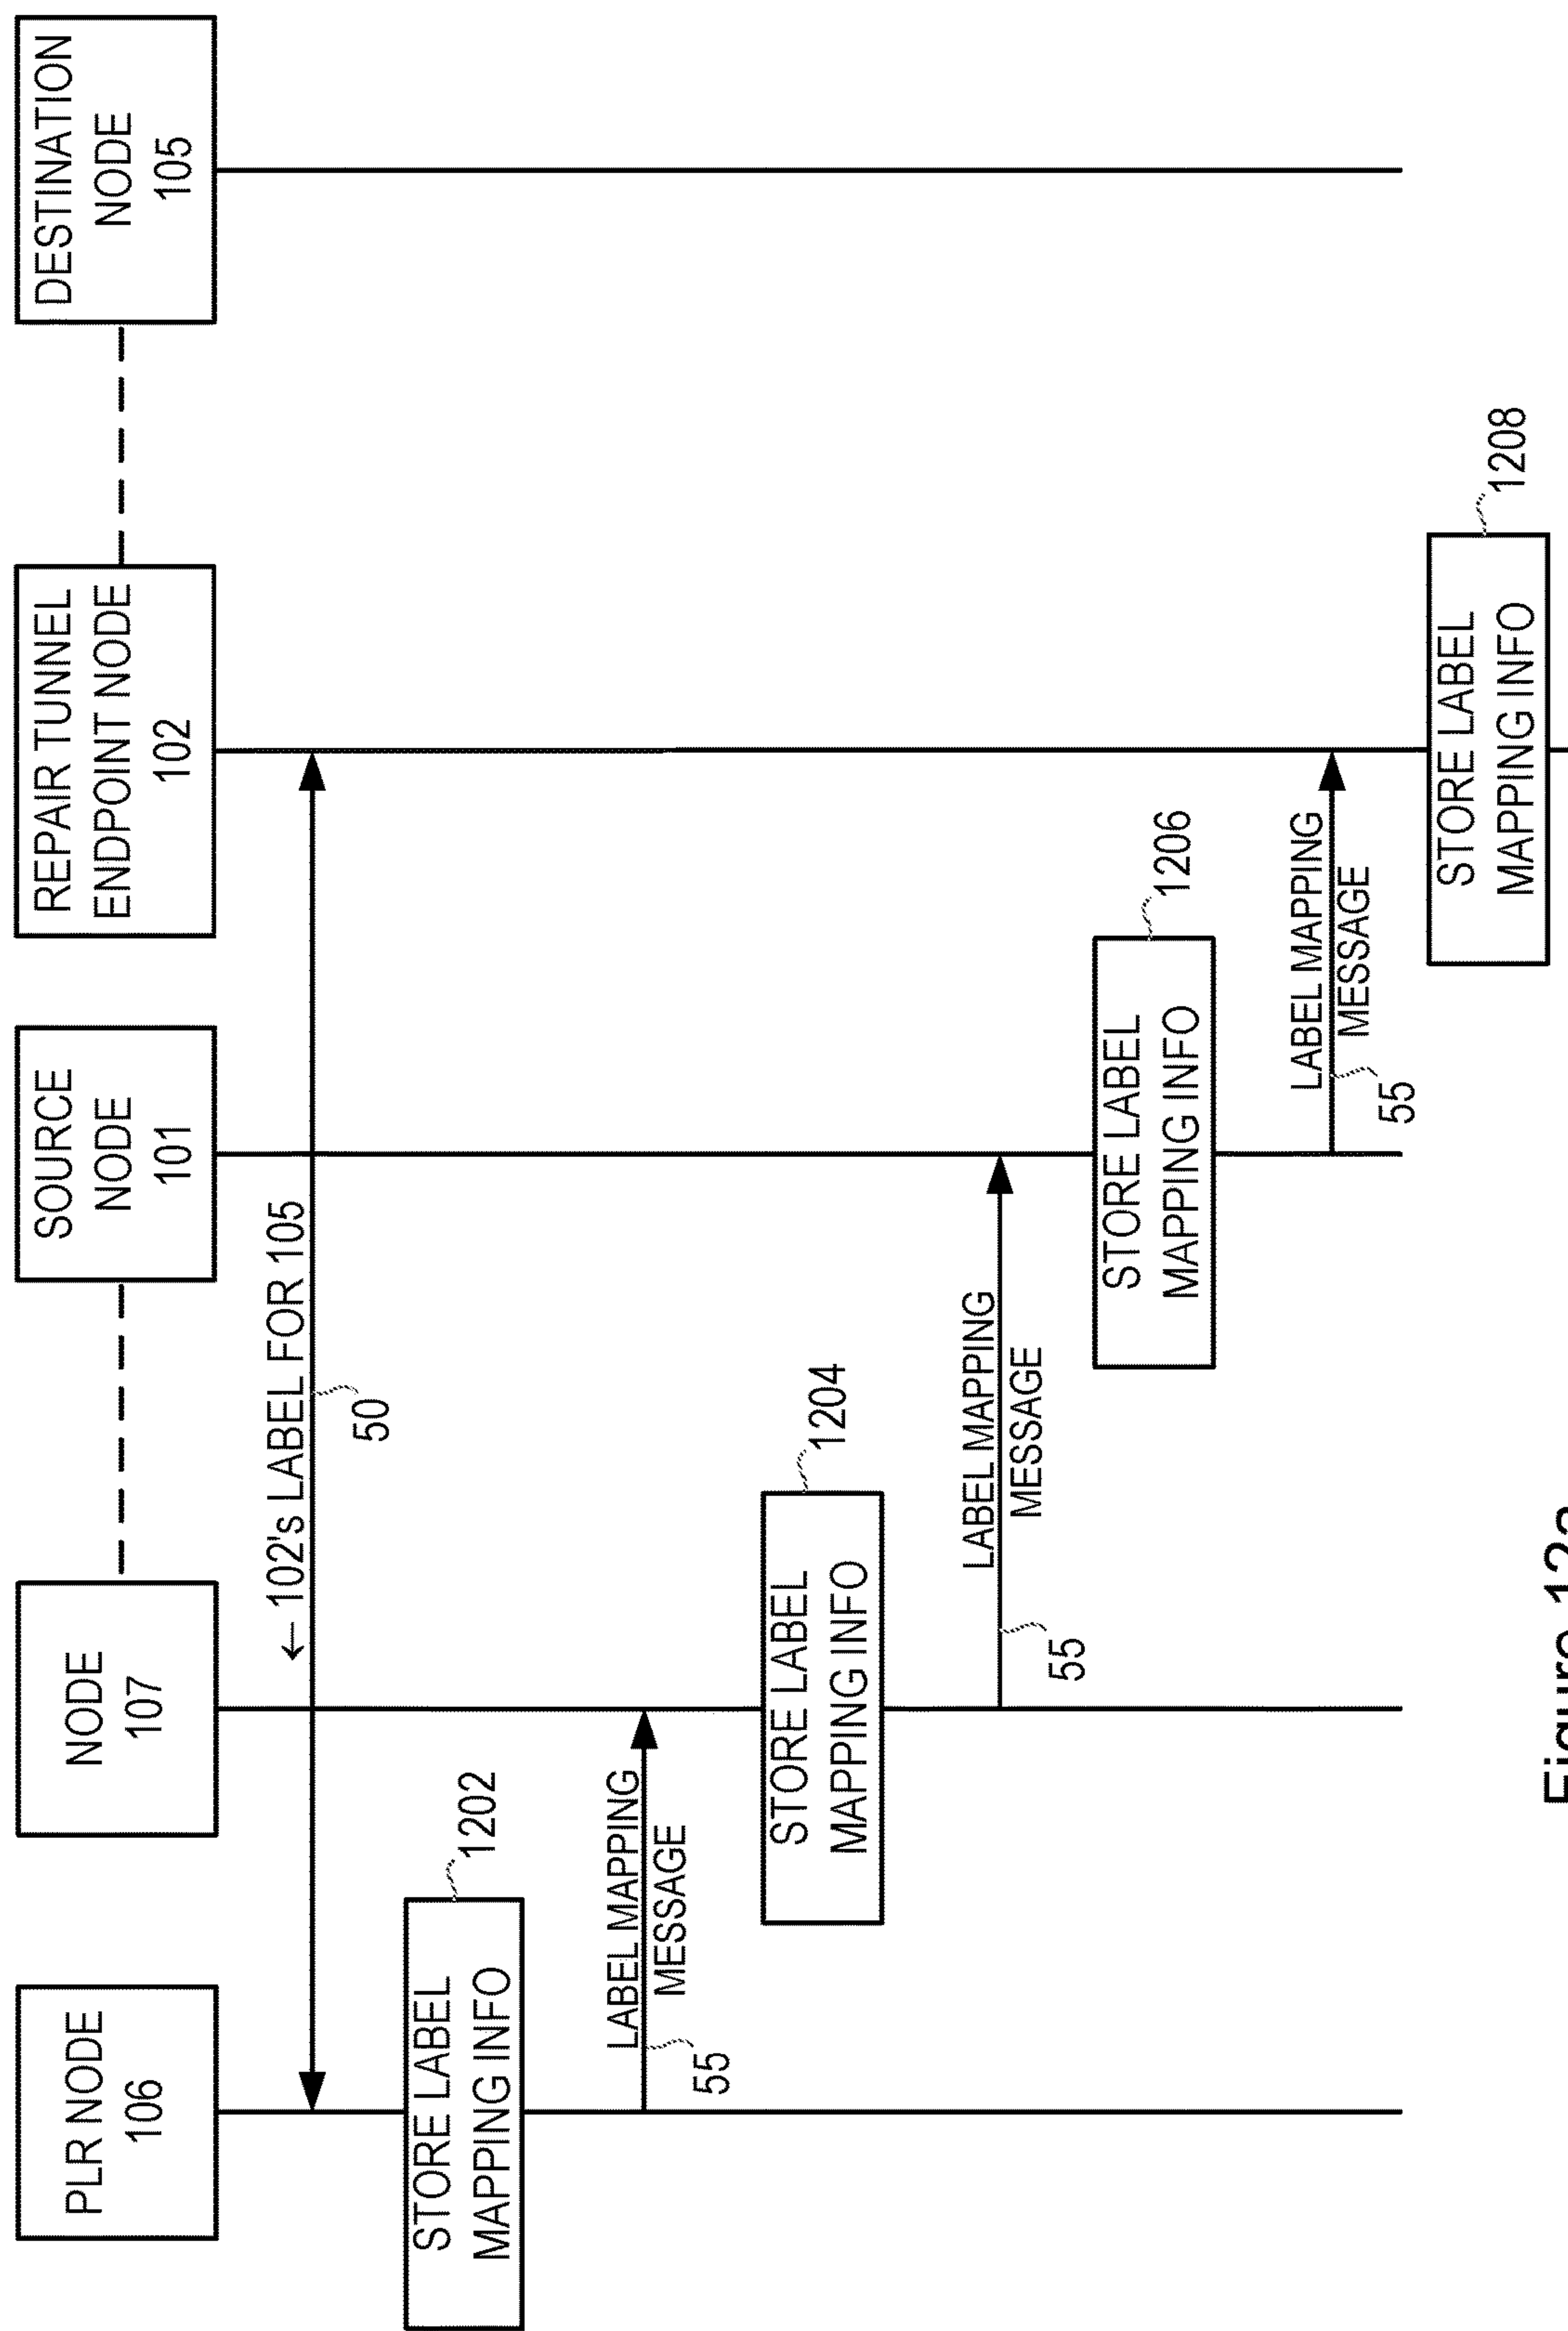 PLR NODE
106
NODE
107
SOURCE
NODE
101
REPAIR TUNNEL
ENDPOINT NODE
102
DESTINATION
NODE
105
← 102's LABEL FOR 105
50
STORE LABEL
MAPPING INFO
1202
LABEL MAPPING
MESSAGE
55
STORE LABEL
MAPPING INFO
1204
LABEL MAPPING
MESSAGE
55
STORE LABEL
MAPPING INFO
1206
LABEL MAPPING
MESSAGE
55
STORE LABEL
MAPPING INFO
1208
Figure 12a